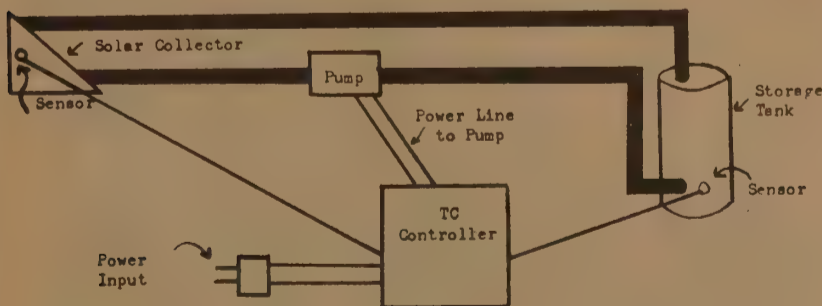 Solar Collector
Sensor
Pump
Power Line
to Pump
Storage
Tank
Sensor
TC
Controller
Power
Input